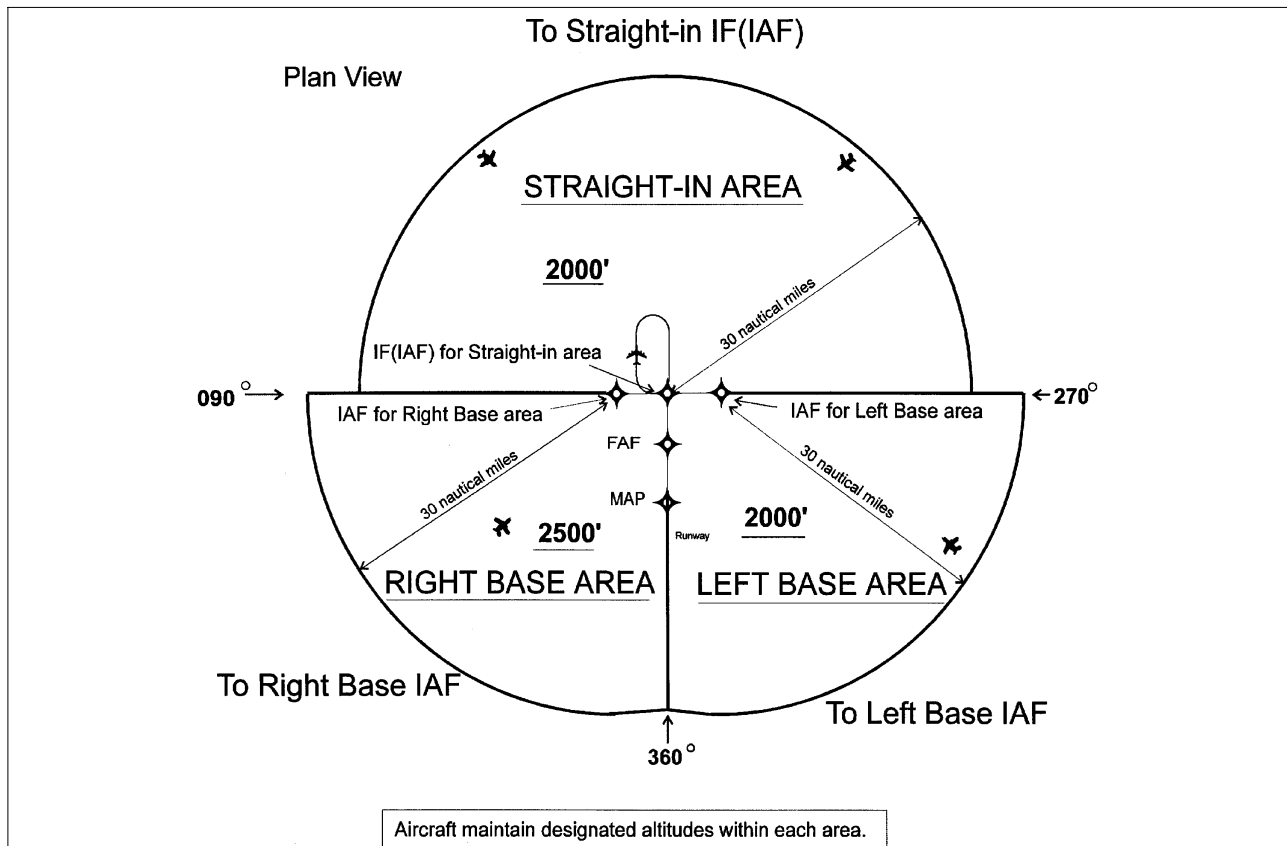 To Straight-in IF(IAF)
Plan View
STRAIGHT-IN AREA
2000'
30 nautical miles
IF(IAF) for Straight-in area
090°
270°
IAF for Right Base area
IAF for Left Base area
FAF
30 nautical miles
30 nautical miles
MAP
2500'
Runway
2000'
RIGHT BASE AREA
LEFT BASE AREA
To Right Base IAF
To Left Base IAF
360°
Aircraft maintain designated altitudes within each area.